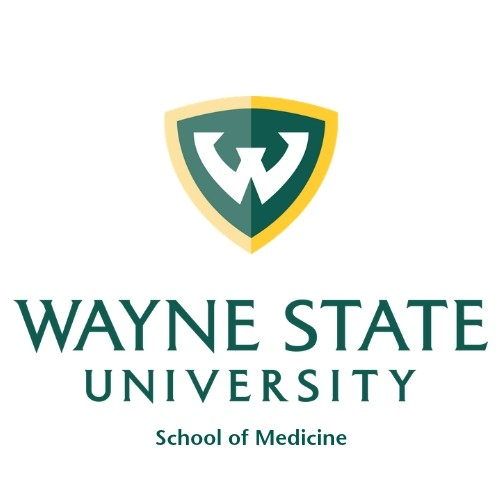 W
WAYNE STATE
UNIVERSITY
School of Medicine